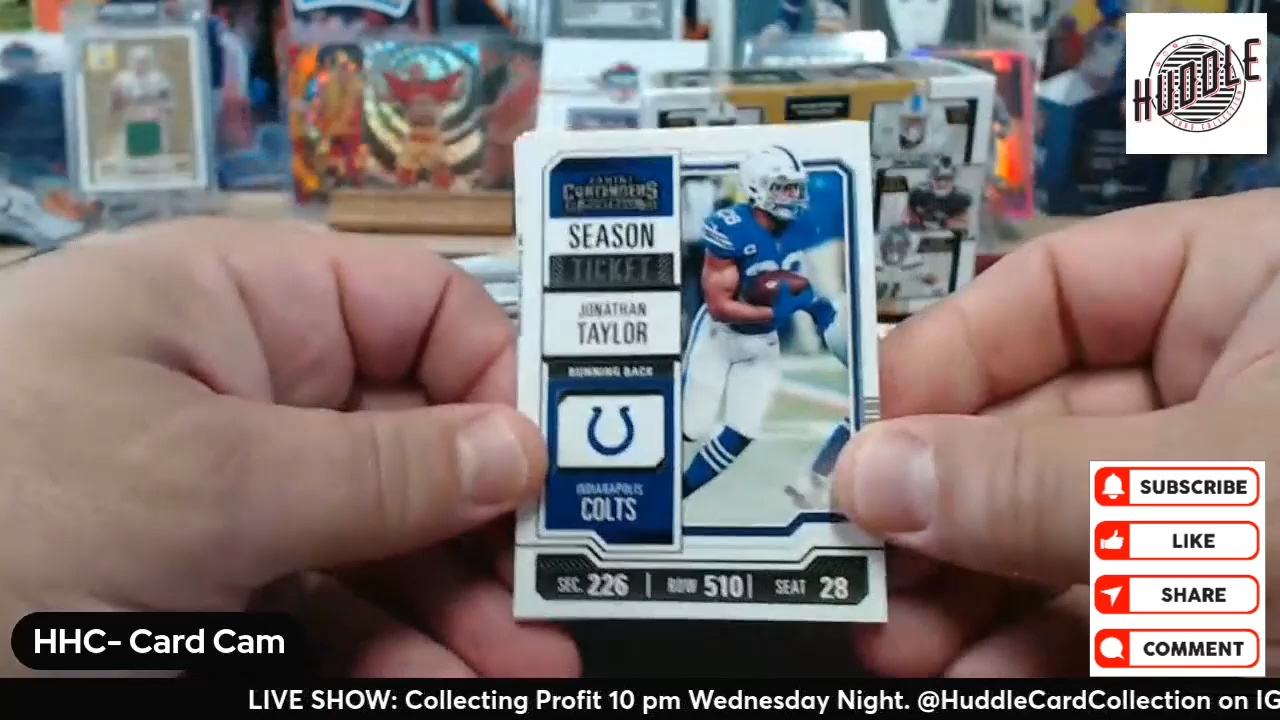 HUDDLE
PANINI
CONTENDERS
SEASON
TICKET
JONATHAN
TAYLOR
RUNNING BACK
INDIANAPOLIS
COLTS
SEC. 226 | ROW 510 | SEAT 28
28
SUBSCRIBE
LIKE
SHARE
COMMENT
HHC- Card Cam
LIVE SHOW: Collecting Profit 10 pm Wednesday Night. @HuddleCardCollection on IG